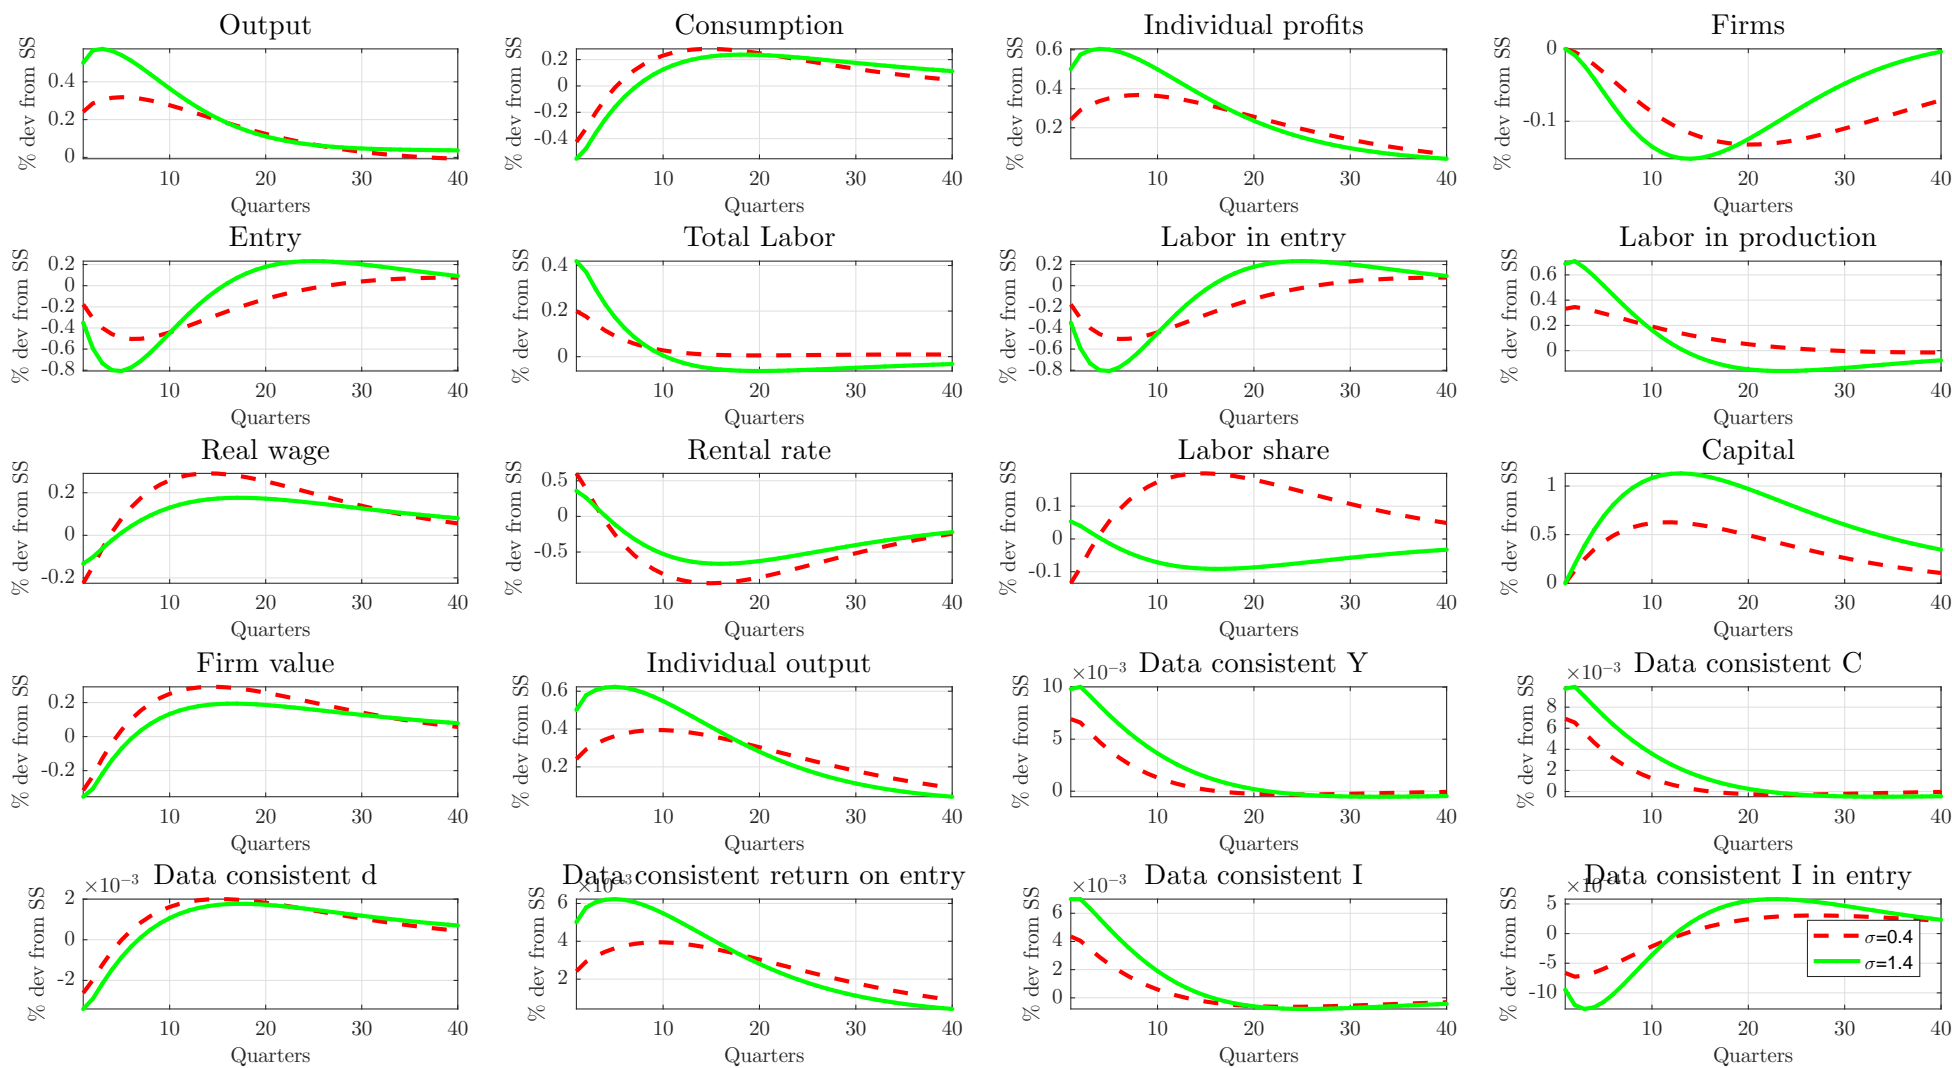 Output
% dev from SS
0.4
0.2
0
10
20
30
40
Quarters
Consumption
% dev from SS
0.2
0
-0.2
-0.4
10
20
30
40
Quarters
Individual profits
% dev from SS
0.6
0.4
0.2
10
20
30
40
Quarters
Firms
% dev from SS
0
-0.1
10
20
30
40
Quarters
Entry
% dev from SS
0.2
0
-0.2
-0.4
-0.6
-0.8
10
20
30
40
Quarters
Total Labor
% dev from SS
0.4
0.2
0
10
20
30
40
Quarters
Labor in entry
% dev from SS
0.2
0
-0.2
-0.4
-0.6
-0.8
10
20
30
40
Quarters
Labor in production
% dev from SS
0.6
0.4
0.2
0
10
20
30
40
Quarters
Real wage
% dev from SS
0.2
0
-0.2
10
20
30
40
Quarters
Rental rate
% dev from SS
0.5
0
-0.5
10
20
30
40
Quarters
Labor share
% dev from SS
0.1
0
-0.1
10
20
30
40
Quarters
Capital
% dev from SS
1
0.5
0
10
20
30
40
Quarters
Firm value
% dev from SS
0.2
0
-0.2
10
20
30
40
Quarters
Individual output
% dev from SS
0.6
0.4
0.2
10
20
30
40
Quarters
×10⁻³ Data consistent Y
% dev from SS
10
5
0
10
20
30
40
Quarters
×10⁻³ Data consistent C
% dev from SS
8
6
4
2
0
10
20
30
40
Quarters
×10⁻³ Data consistent d
% dev from SS
2
0
-2
10
20
30
40
Quarters
Data consistent return on entry
% dev from SS
6
4
2
10
20
30
40
Quarters
×10⁻³ Data consistent I
% dev from SS
6
4
2
0
10
20
30
40
Quarters
Data consistent I in entry
% dev from SS
5
0
-5
-10
10
20
30
40
Quarters
σ=0.4
σ=1.4